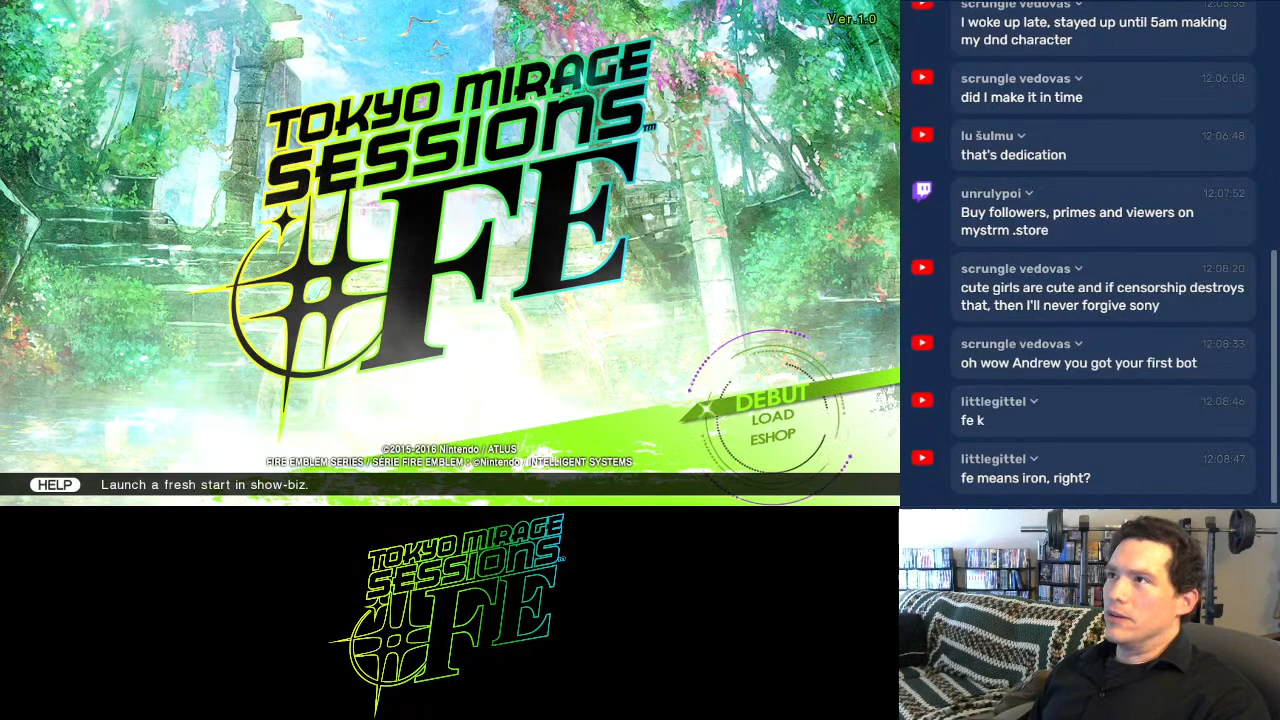 Ver.1.0
TOKYO MIRAGE
SESSIONS™
#FE
DEBUT
LOAD
ESHOP
©2015-2016 Nintendo / ATLUS
FIRE EMBLEM SERIES / SÉRIE FIRE EMBLEM : ©Nintendo / INTELLIGENT SYSTEMS
HELP Launch a fresh start in show-biz.
TOKYO MIRAGE
SESSIONS™
#FE
scrungle vedovas 12:05:55
I woke up late, stayed up until 5am making
my dnd character
scrungle vedovas 12:06:08
did I make it in time
lu šulmu 12:06:48
that's dedication
unrulypoi 12:07:52
Buy followers, primes and viewers on
mystrm .store
scrungle vedovas 12:08:20
cute girls are cute and if censorship destroys
that, then I'll never forgive sony
scrungle vedovas 12:08:33
oh wow Andrew you got your first bot
littlegittel 12:08:46
fe k
littlegittel 12:08:47
fe means iron, right?